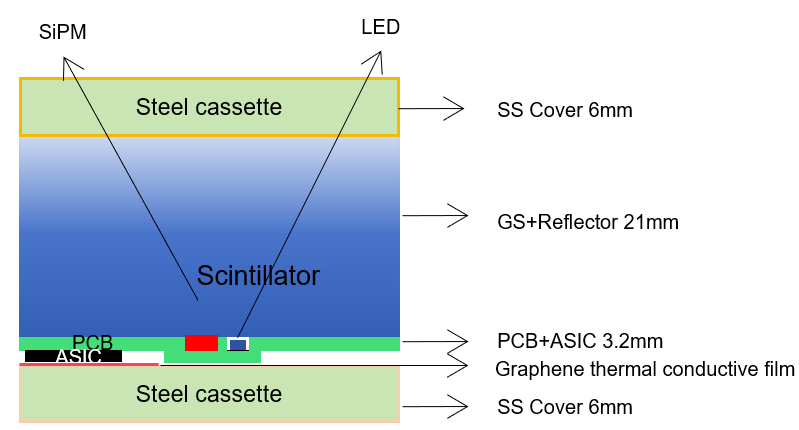 SiPM
LED
Steel cassette
SS Cover 6mm
GS+Reflector 21mm
Scintillator
PCB
PCB+ASIC 3.2mm
ASIC
Graphene thermal conductive film
Steel cassette
SS Cover 6mm